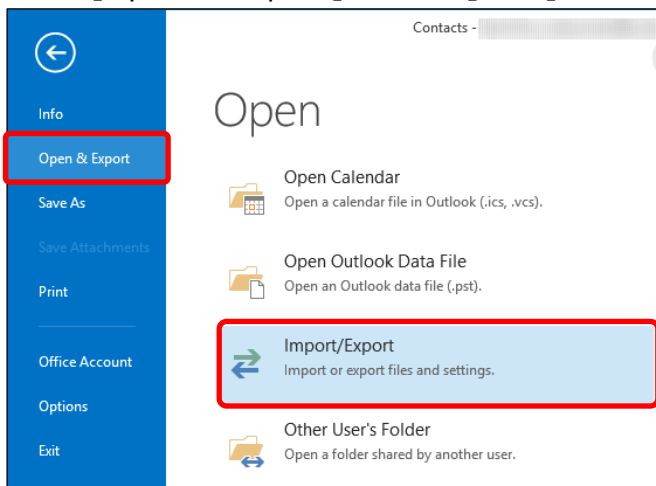 Contacts -
Info
Open & Export
Save As
Save Attachments
Print
Office Account
Options
Exit
Open
Open Calendar
Open a calendar file in Outlook (.ics, .vcs).
Open Outlook Data File
Open an Outlook data file (.pst).
Import/Export
Import or export files and settings.
Other User's Folder
Open a folder shared by another user.